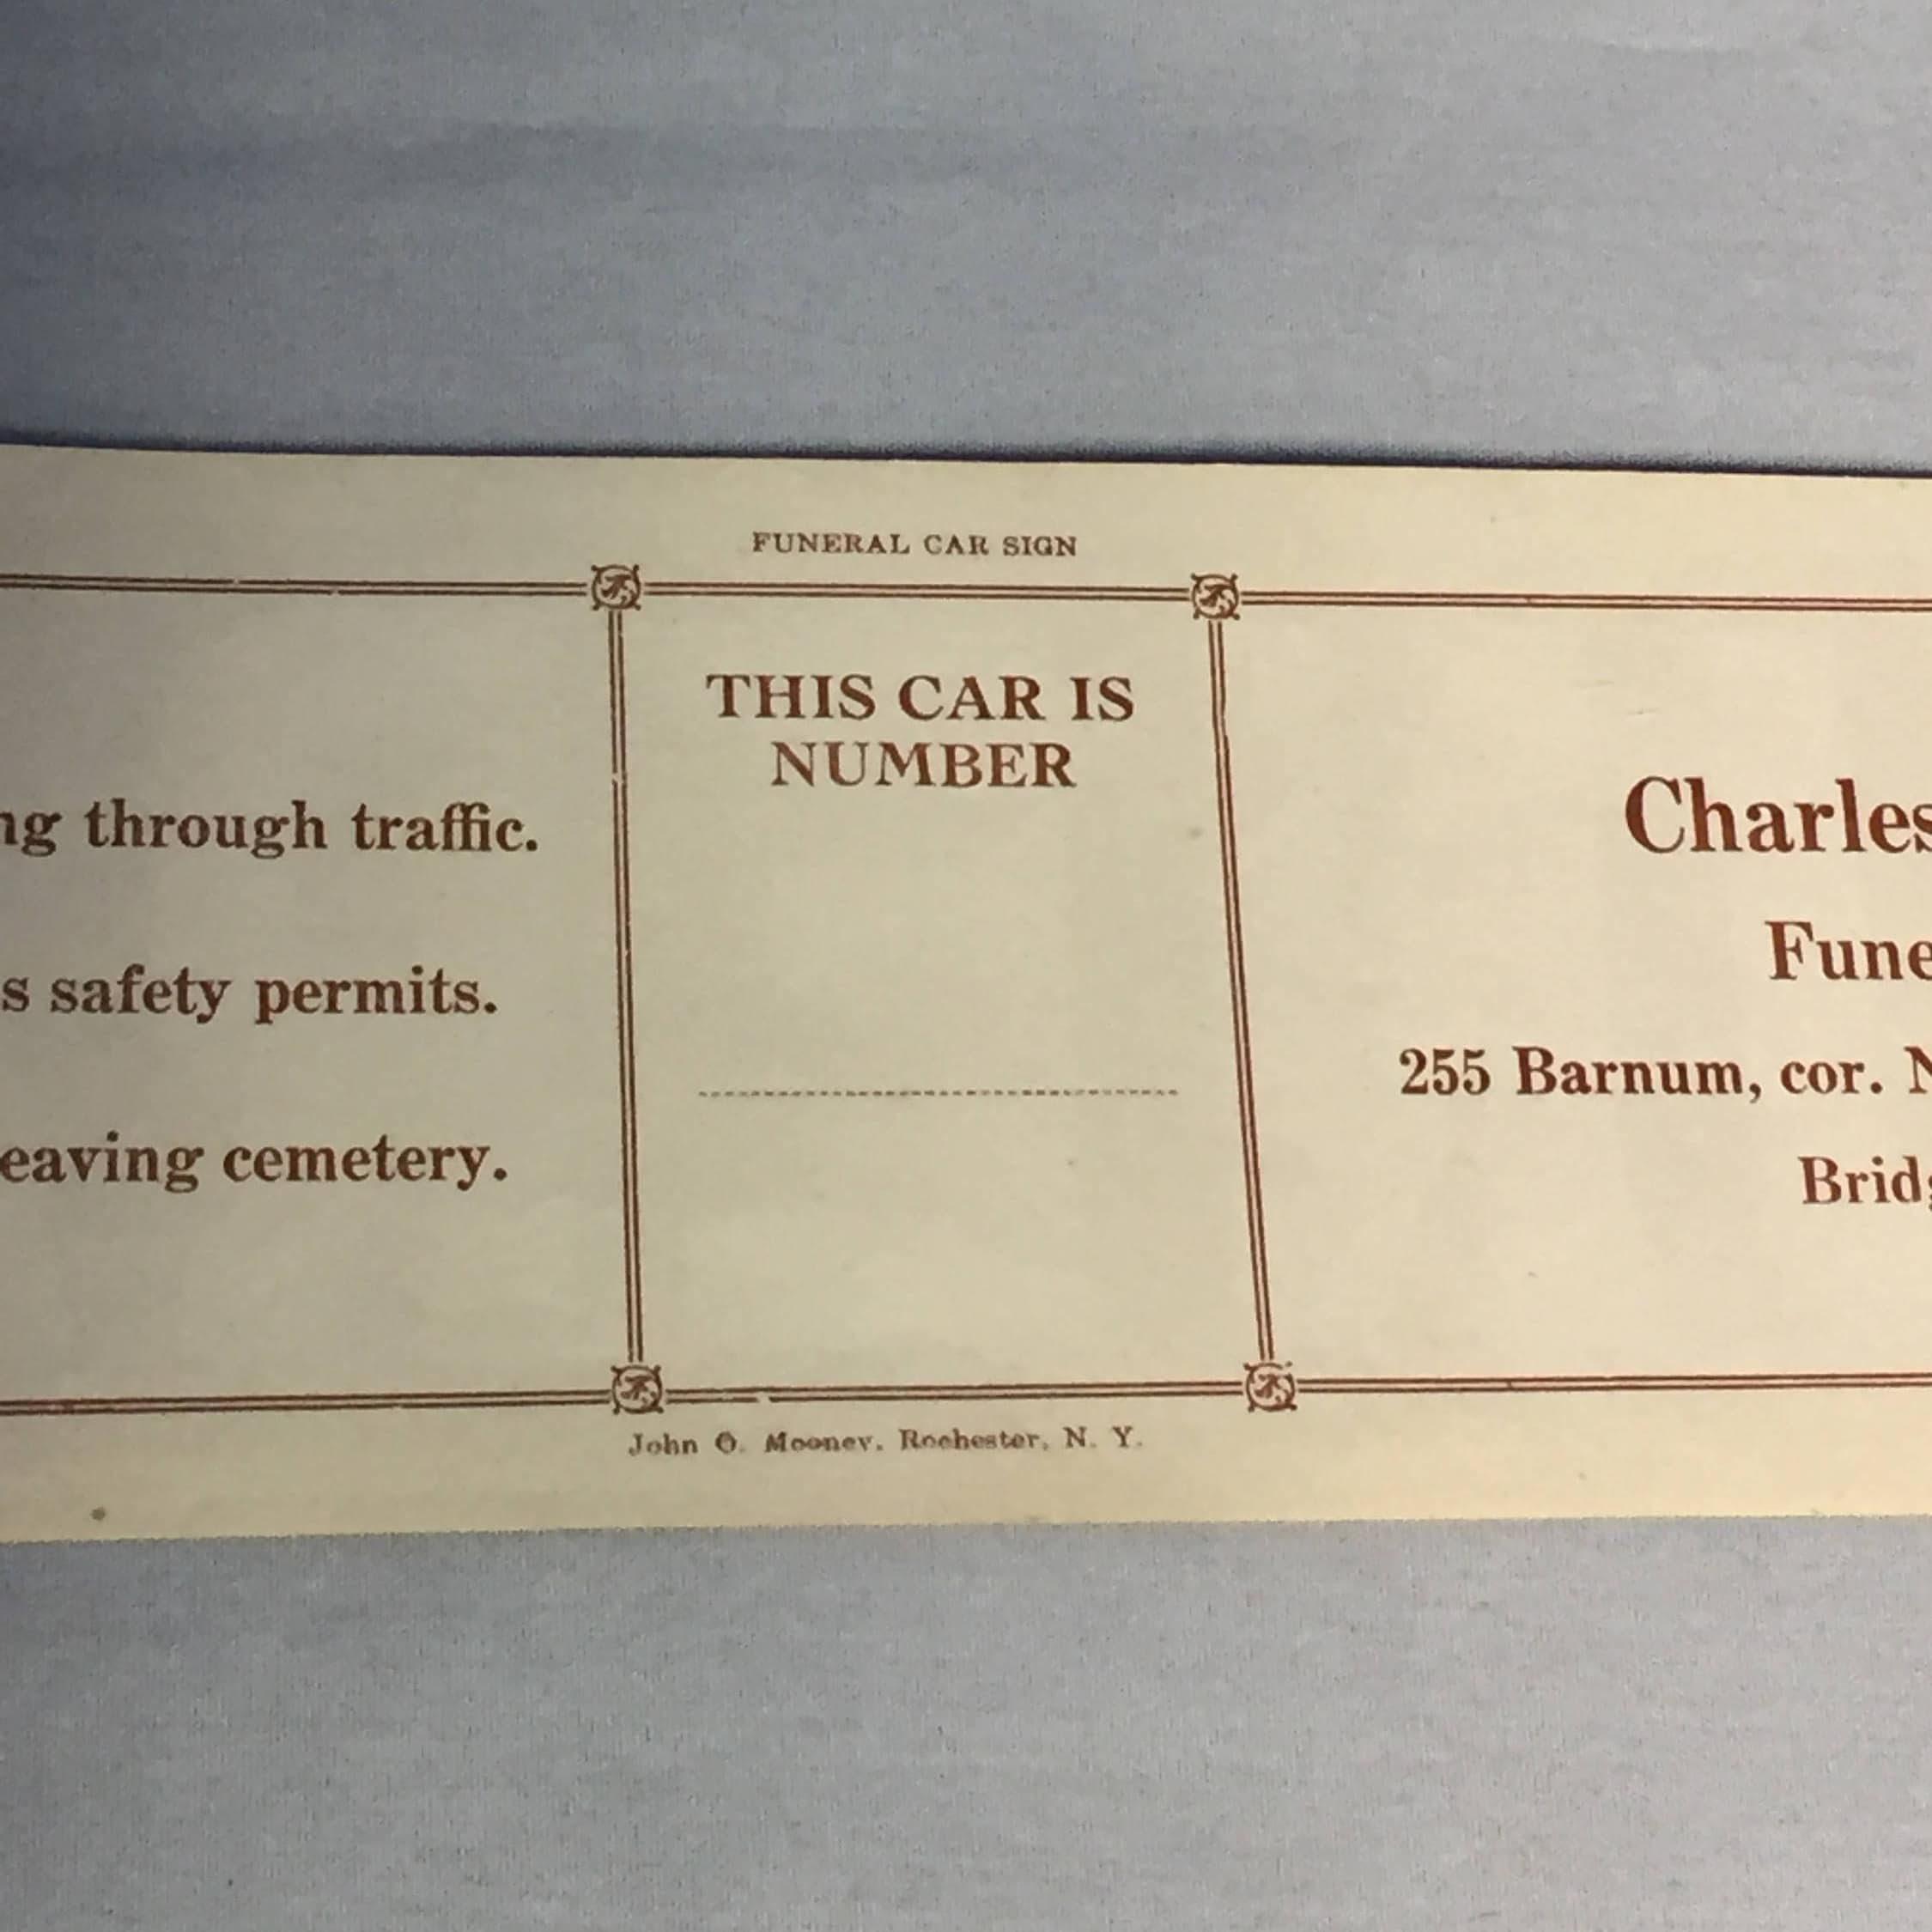 FUNERAL CAR SIGN
ng through traffic.
s safety permits.
eaving cemetery.
THIS CAR IS
NUMBER
Charles
Fune
255 Barnum, cor. N
Bridg
John O. Mooney, Rochester, N. Y.